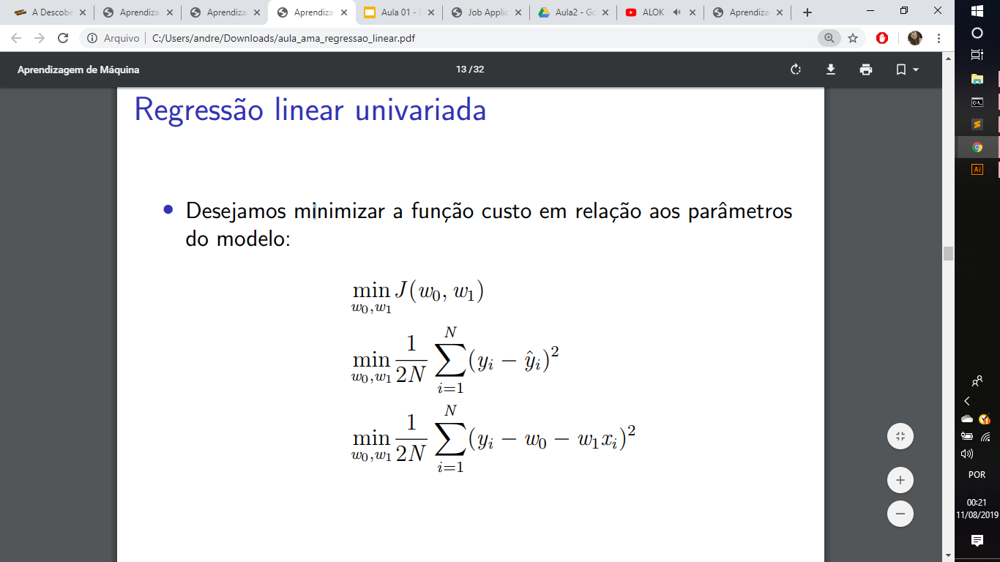 A Descobe
Aprendiza
Aprendiza
Aprendiza
Aula 01 -
Job Applic
Aula2 - Go
ALOK
Aprendiza
Arquivo
C:/Users/andre/Downloads/aula_ama_regressao_linear.pdf
Aprendizagem de Máquina
13 / 32
Regressão linear univariada
• Desejamos minimizar a função custo em relação aos parâmetros
do modelo:
min_{w_0,w_1} J(w_0, w_1)
min_{w_0,w_1} \frac{1}{2N} \sum_{i=1}^{N} (y_i − ŷ_i)^2
min_{w_0,w_1} \frac{1}{2N} \sum_{i=1}^{N} (y_i − w_0 − w_1 x_i)^2
C:\.
Ai
POR
00:21
11/08/2019